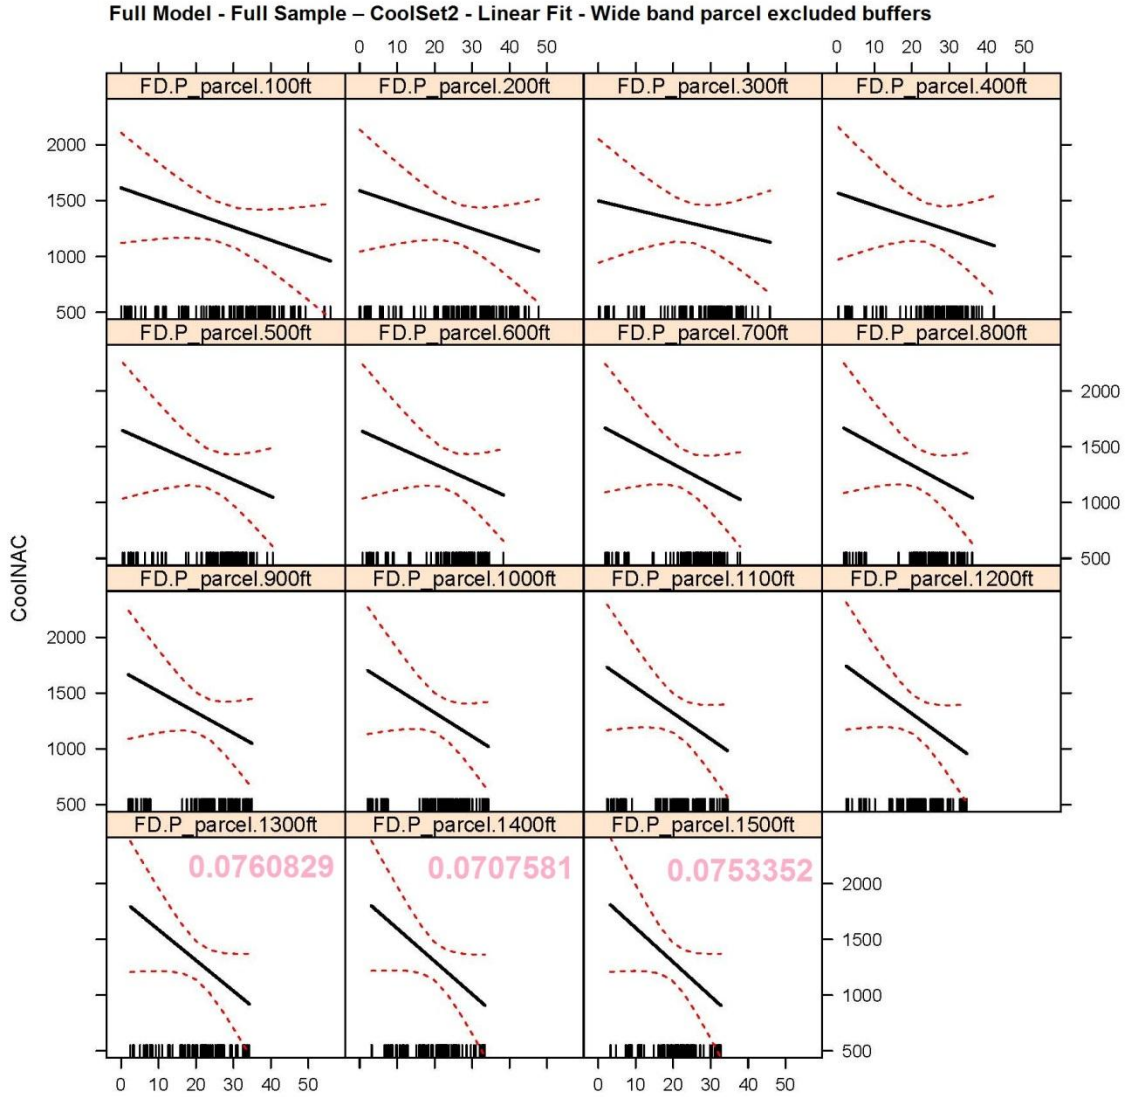 Full Model - Full Sample – CoolSet2 - Linear Fit - Wide band parcel excluded buffers
0 10 20 30 40 50 0 10 20 30 40 50
FD.P_parcel.100ft FD.P_parcel.200ft FD.P_parcel.300ft FD.P_parcel.400ft
2000
1500
1000
500
FD.P_parcel.500ft FD.P_parcel.600ft FD.P_parcel.700ft FD.P_parcel.800ft
2000
1500
1000
500
CoolNAC
FD.P_parcel.900ft FD.P_parcel.1000ft FD.P_parcel.1100ft FD.P_parcel.1200ft
2000
1500
1000
500
FD.P_parcel.1300ft FD.P_parcel.1400ft FD.P_parcel.1500ft
0.0760829 0.0707581 0.0753352
2000
1500
1000
500
0 10 20 30 40 50 0 10 20 30 40 50